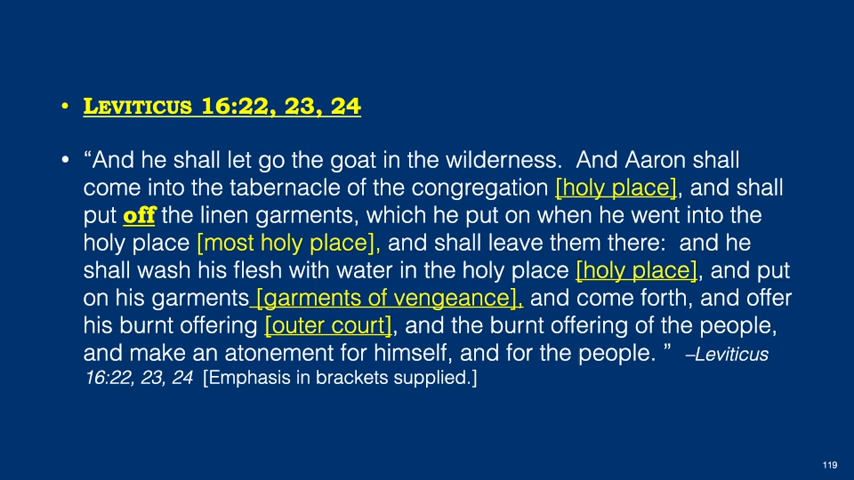 • LEVITICUS 16:22, 23, 24
• “And he shall let go the goat in the wilderness.  And Aaron shall
come into the tabernacle of the congregation [holy place], and shall
put off the linen garments, which he put on when he went into the
holy place [most holy place], and shall leave them there:  and he
shall wash his flesh with water in the holy place [holy place], and put
on his garments [garments of vengeance], and come forth, and offer
his burnt offering [outer court], and the burnt offering of the people,
and make an atonement for himself, and for the people. ”  –Leviticus
16:22, 23, 24  [Emphasis in brackets supplied.]
119